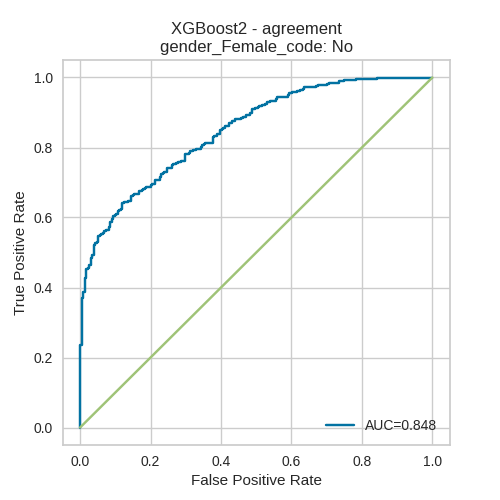 XGBoost2 - agreement
gender_Female_code: No
1.0
0.8
0.6
0.4
0.2
0.0
True Positive Rate
AUC=0.848
0.0 0.2 0.4 0.6 0.8 1.0
False Positive Rate